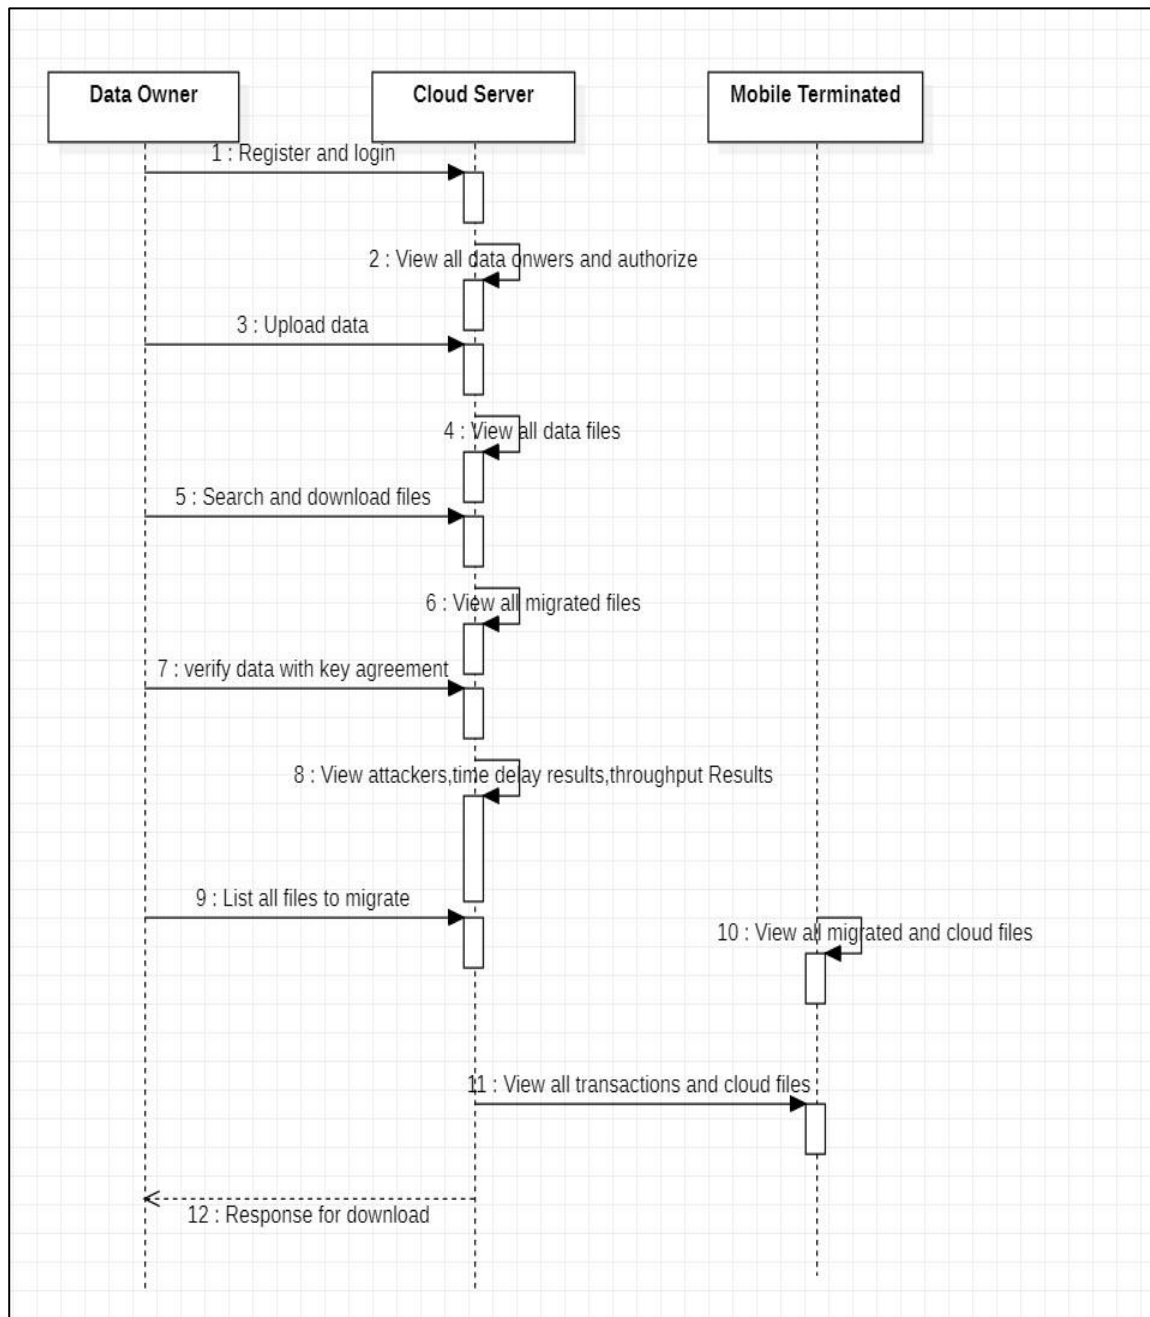 Data Owner
Cloud Server
Mobile Terminated
1 : Register and login
2 : View all data onwers and authorize
3 : Upload data
4 : View all data files
5 : Search and download files
6 : View all migrated files
7 : verify data with key agreement
8 : View attackers,time delay results,throughput Results
9 : List all files to migrate
10 : View all migrated and cloud files
11 : View all transactions and cloud files
12 : Response for download